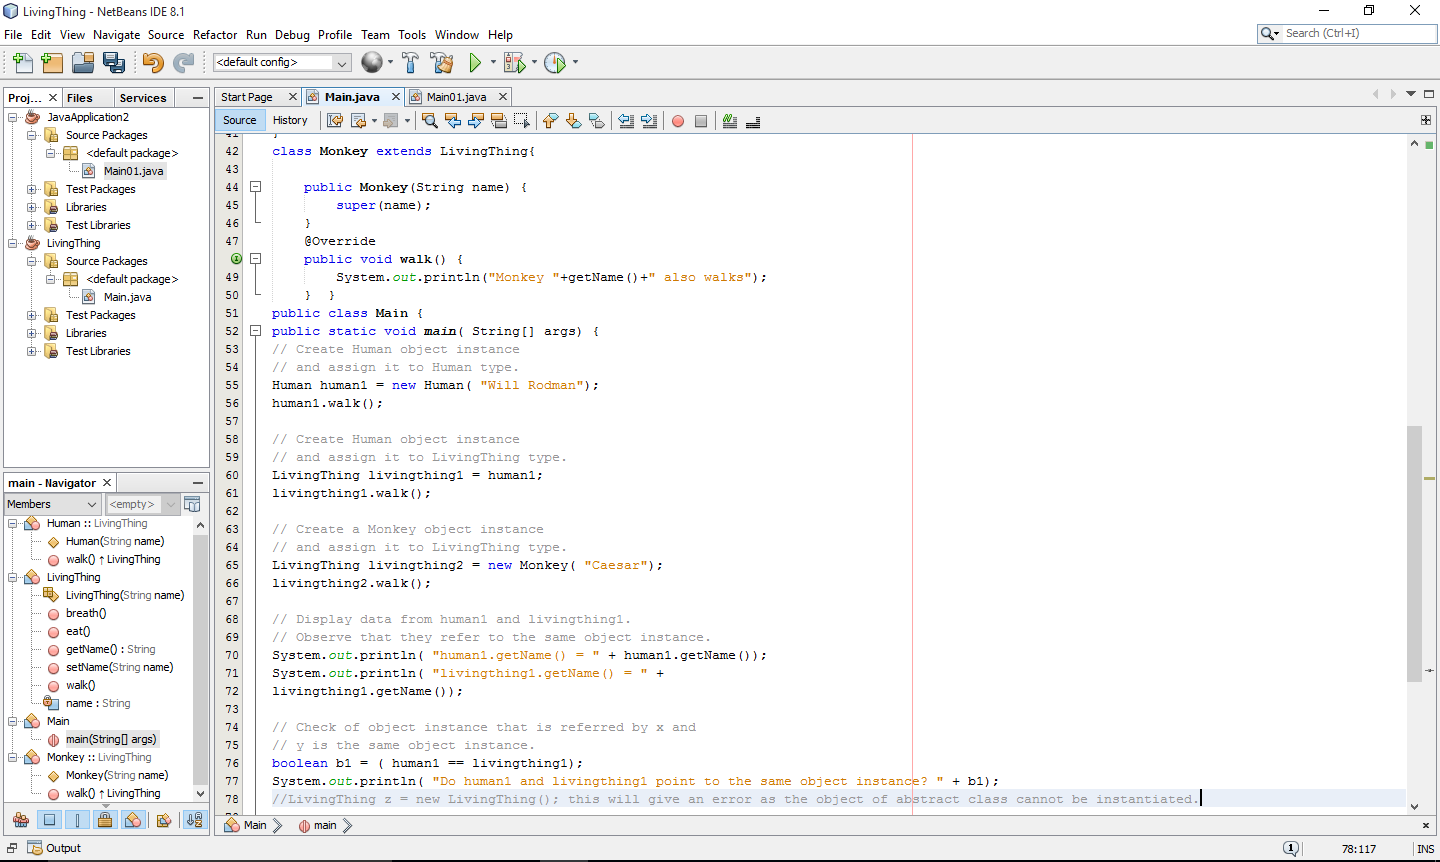 LivingThing - NetBeans IDE 8.1
File Edit View Navigate Source Refactor Run Debug Profile Team Tools Window Help
Search (Ctrl+I)
<default config>
Proj... Files Services
JavaApplication2
Source Packages
<default package>
Main01.java
Test Packages
Libraries
Test Libraries
LivingThing
Source Packages
<default package>
Main.java
Test Packages
Libraries
Test Libraries
main - Navigator
Members <empty>
Human :: LivingThing
Human(String name)
walk() ↑ LivingThing
LivingThing
LivingThing(String name)
breath()
eat()
getName() : String
setName(String name)
walk()
name : String
Main
main(String[] args)
Monkey :: LivingThing
Monkey(String name)
walk() ↑ LivingThing
Start Page Main.java Main01.java
Source History
41 }
42 class Monkey extends LivingThing{
43
44 public Monkey(String name) {
45 super(name);
46 }
47 @Override
public void walk() {
49 System.out.println("Monkey "+getName()+" also walks");
50 } }
51 public class Main {
52 public static void main( String[] args) {
53 // Create Human object instance
54 // and assign it to Human type.
55 Human human1 = new Human( "Will Rodman");
56 human1.walk();
57
58 // Create Human object instance
59 // and assign it to LivingThing type.
60 LivingThing livingthing1 = human1;
61 livingthing1.walk();
62
63 // Create a Monkey object instance
64 // and assign it to LivingThing type.
65 LivingThing livingthing2 = new Monkey( "Caesar");
66 livingthing2.walk();
67
68 // Display data from human1 and livingthing1.
69 // Observe that they refer to the same object instance.
70 System.out.println( "human1.getName() = " + human1.getName());
71 System.out.println( "livingthing1.getName() = " +
72 livingthing1.getName());
73
74 // Check of object instance that is referred by x and
75 // y is the same object instance.
76 boolean b1 = ( human1 == livingthing1);
77 System.out.println( "Do human1 and livingthing1 point to the same object instance? " + b1);
78 //LivingThing z = new LivingThing(); this will give an error as the object of abstract class cannot be instantiated.
Main main
Output
1
78:117 INS